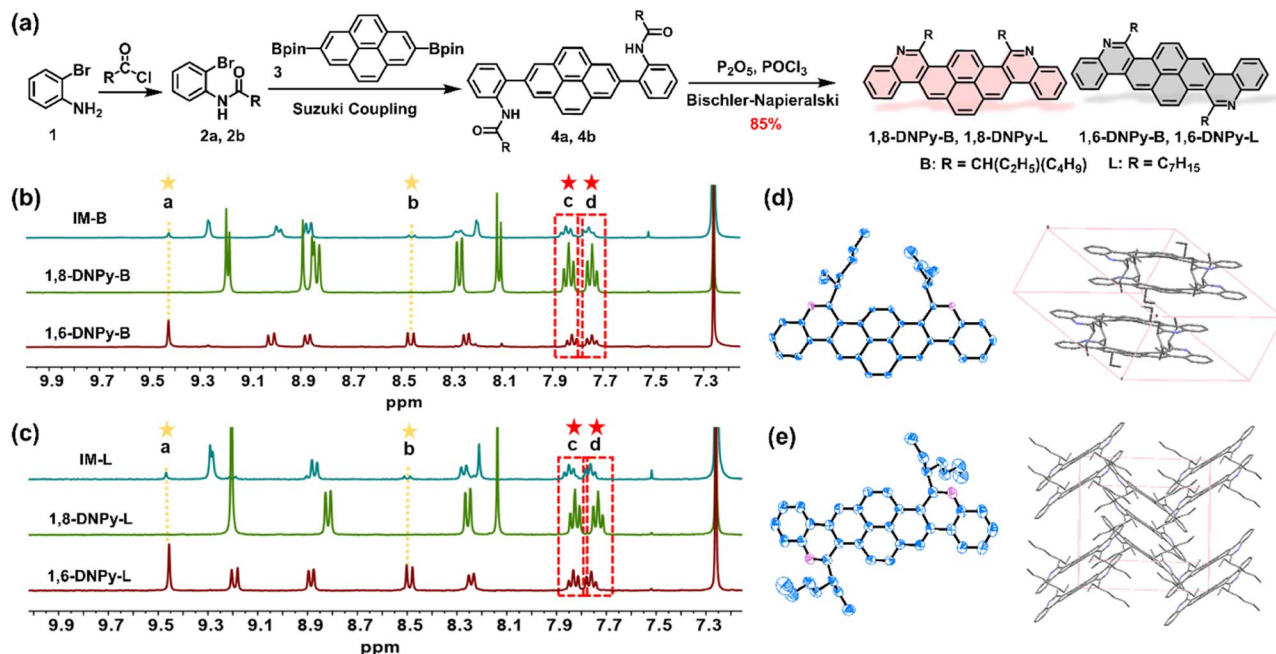 (a)
R
O
Cl
Br
NH₂
1
Br
O
N
H
R
2a, 2b
Bpin
Bpin
3
Suzuki Coupling
R
O
HN
NH
O
R
4a, 4b
P₂O₅, POCl₃
Bischler-Napieralski
85%
R
N
R
N
1,8-DNPy-B, 1,8-DNPy-L
R
N
N
R
1,6-DNPy-B, 1,6-DNPy-L
B: R = CH(C₂H₅)(C₄H₉)
L: R = C₇H₁₅
(b)
a
b
c
d
IM-B
1,8-DNPy-B
1,6-DNPy-B
9.9 9.7 9.5 9.3 9.1 8.9 8.7 8.5 8.3 8.1 7.9 7.7 7.5 7.3
ppm
(c)
a
b
c
d
IM-L
1,8-DNPy-L
1,6-DNPy-L
9.9 9.7 9.5 9.3 9.1 8.9 8.7 8.5 8.3 8.1 7.9 7.7 7.5 7.3
ppm
(d)
(e)